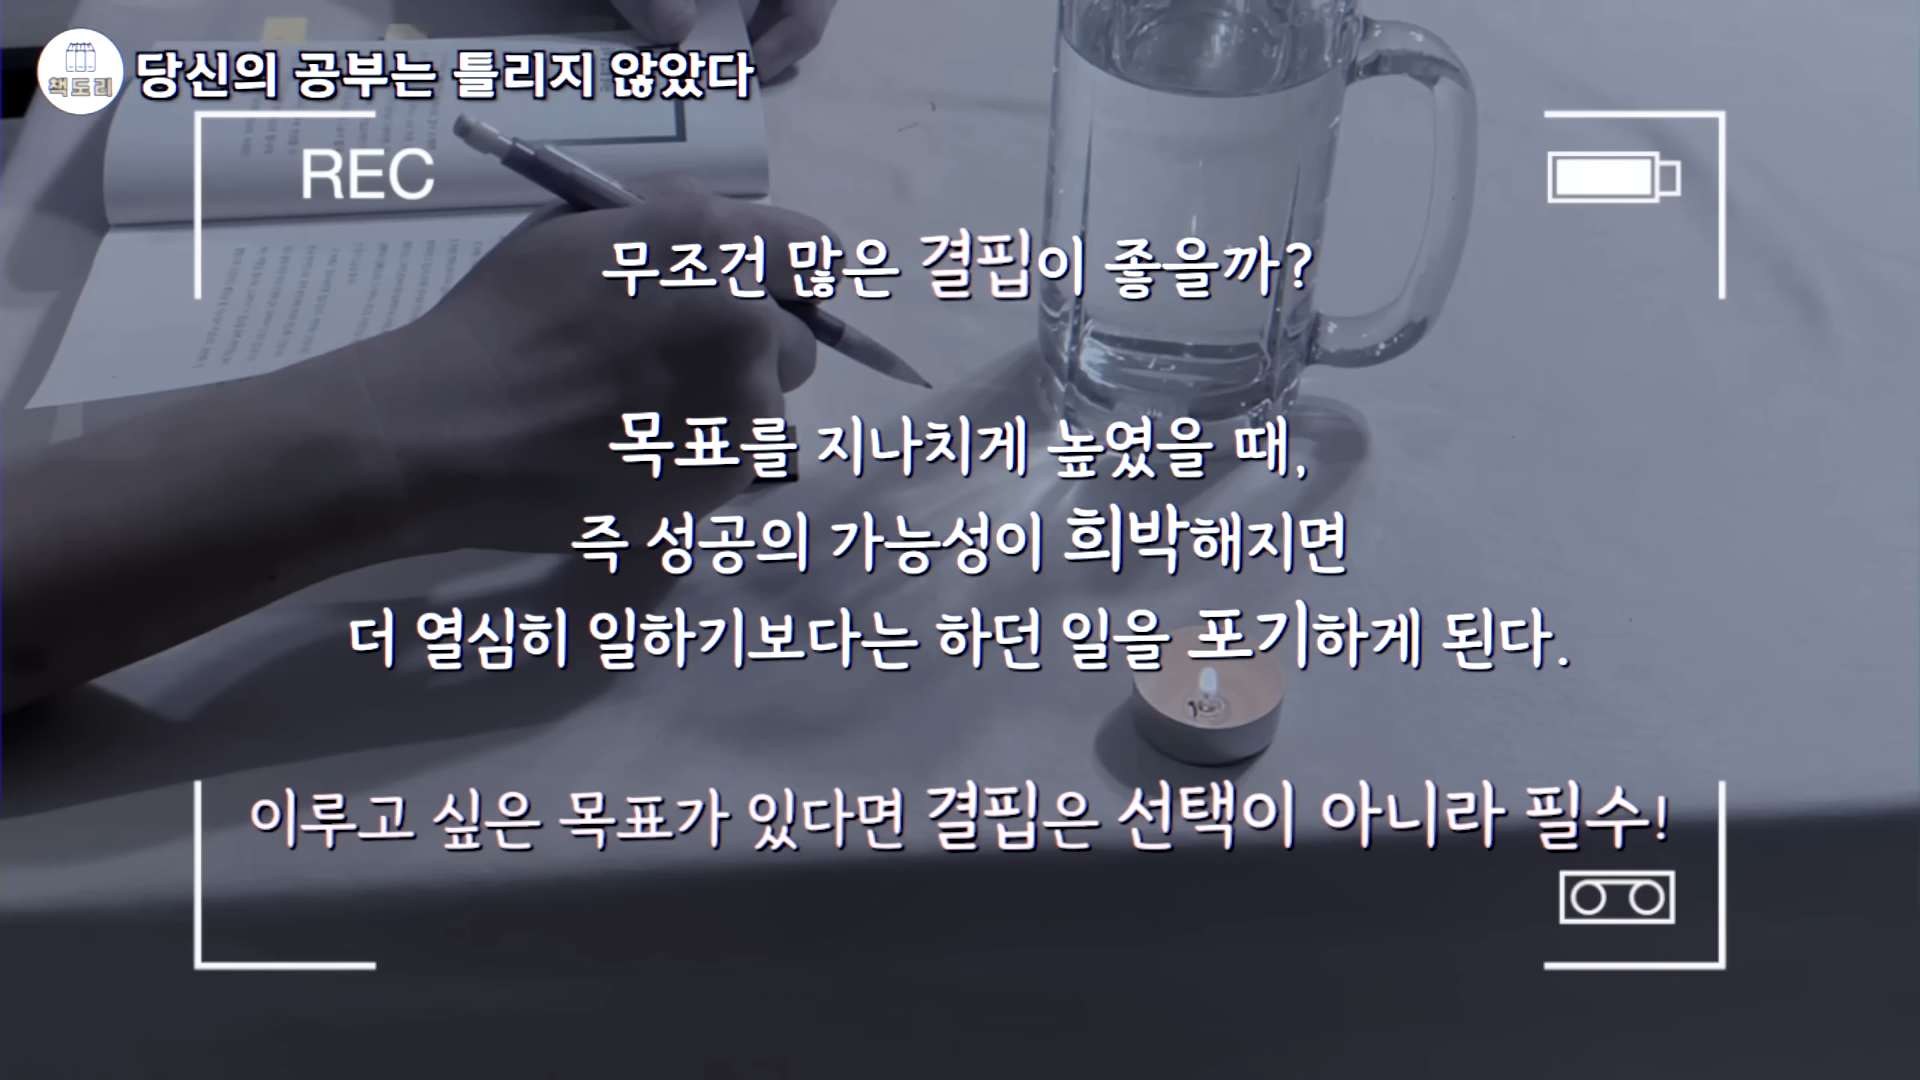 책도리
당신의 공부는 틀리지 않았다
REC
무조건 많은 결핍이 좋을까?
목표를 지나치게 높였을 때,
즉 성공의 가능성이 희박해지면
더 열심히 일하기보다는 하던 일을 포기하게 된다.
이루고 싶은 목표가 있다면 결핍은 선택이 아니라 필수!